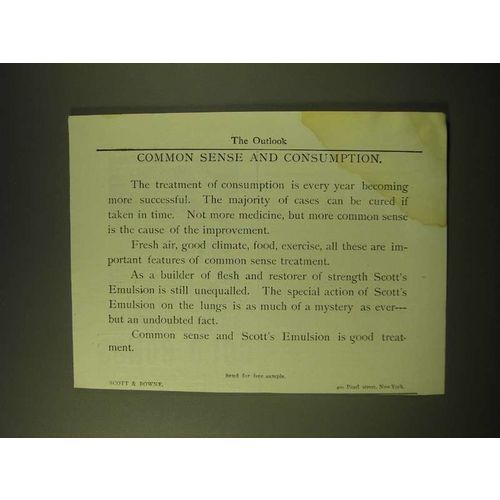 The Outlook
COMMON SENSE AND CONSUMPTION.
The treatment of consumption is every year becoming
more successful. The majority of cases can be cured if
taken in time. Not more medicine, but more common sense
is the cause of the improvement.
Fresh air, good climate, food, exercise, all these are im-
portant features of common sense treatment.
As a builder of flesh and restorer of strength Scott's
Emulsion is still unequalled. The special action of Scott's
Emulsion on the lungs is as much of a mystery as ever—
but an undoubted fact.
Common sense and Scott's Emulsion is good treat-
ment.
Send for free sample.
SCOTT & BOWNE, 409 Pearl street, New York.